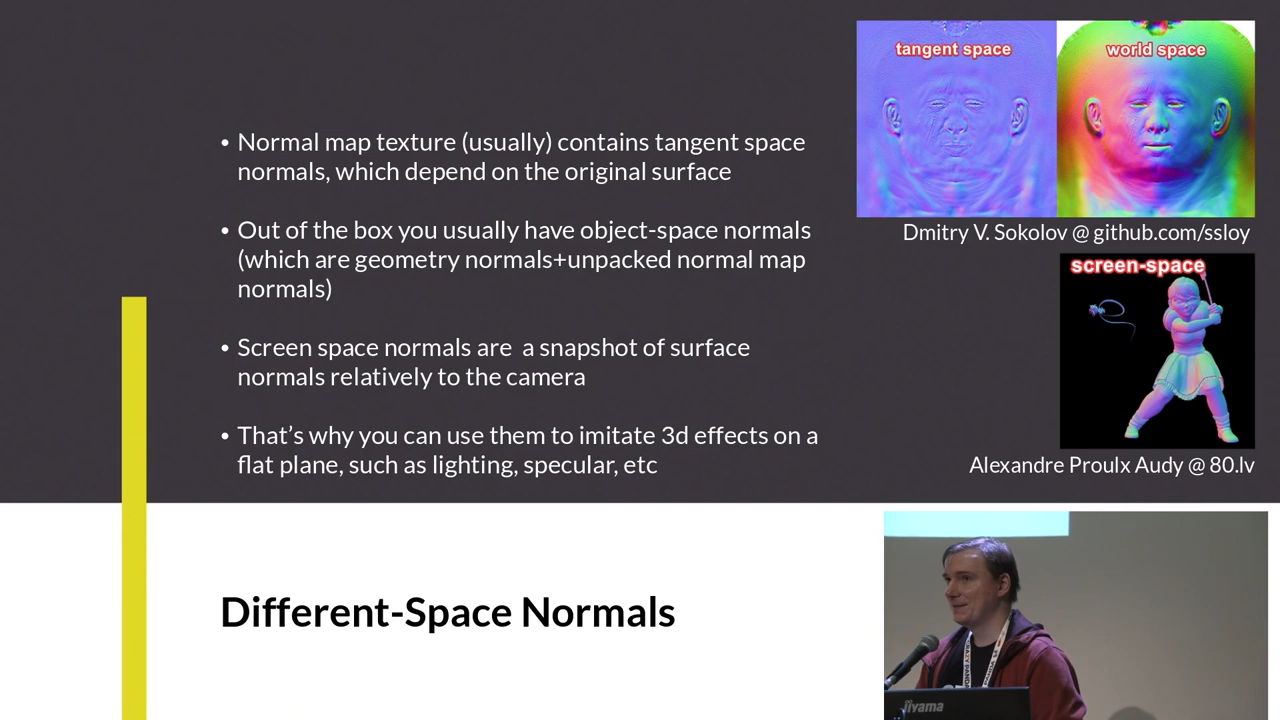 tangent space
world space
• Normal map texture (usually) contains tangent space
normals, which depend on the original surface
Dmitry V. Sokolov @ github.com/ssloy
• Out of the box you usually have object-space normals
(which are geometry normals+unpacked normal map
normals)
screen-space
• Screen space normals are  a snapshot of surface
normals relatively to the camera
• That’s why you can use them to imitate 3d effects on a
flat plane, such as lighting, specular, etc
Alexandre Proulx Audy @ 80.lv
Different-Space Normals
iiyama